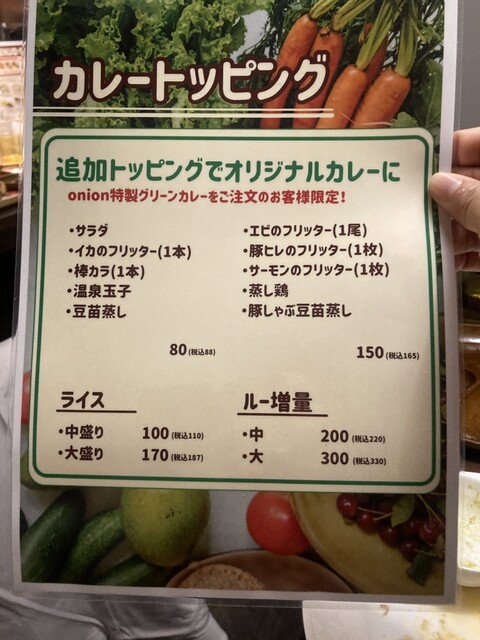 カレートッピング
追加トッピングでオリジナルカレーに
onion特製グリーンカレーをご注文のお客様限定!
・サラダ
・イカのフリッター(1本)
・棒カラ(1本)
・温泉玉子
・豆苗蒸し
80(税込88)
・エビのフリッター(1尾)
・豚ヒレのフリッター(1枚)
・サーモンのフリッター(1枚)
・蒸し鶏
・豚しゃぶ豆苗蒸し
150(税込165)
ライス
・中盛り 100(税込110)
・大盛り 170(税込187)
ルー増量
・中 200(税込220)
・大 300(税込330)